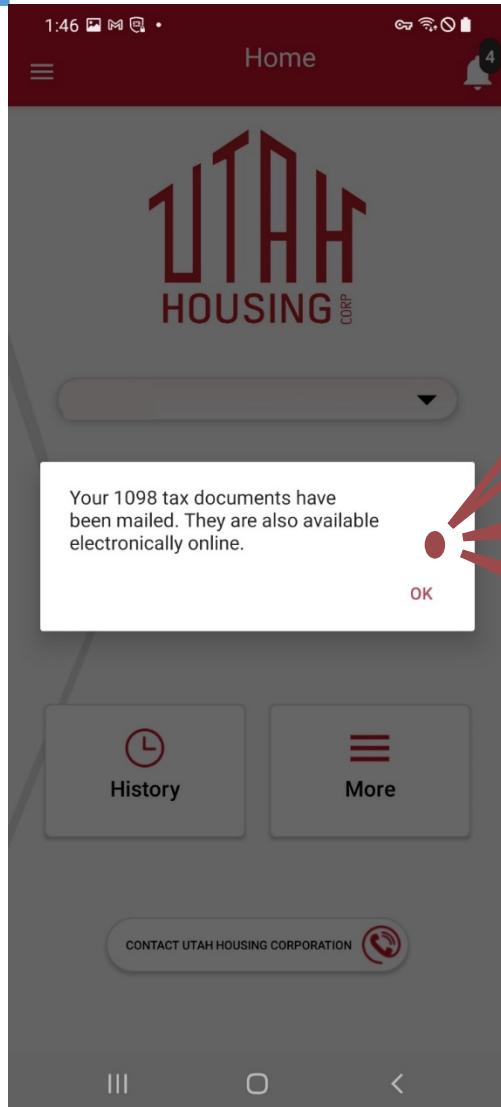 1:46
Home
4
UTAH
HOUSING CORP
Your 1098 tax documents have
been mailed. They are also available
electronically online.
OK
History
More
CONTACT UTAH HOUSING CORPORATION